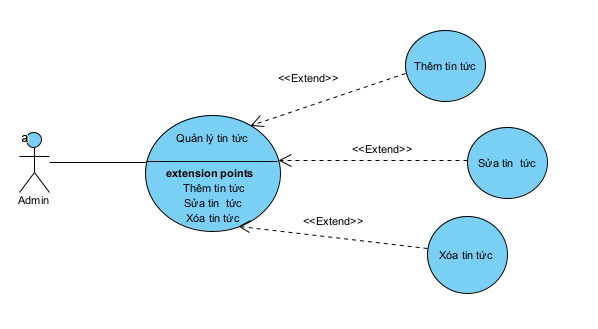 <<Extend>>
Thêm tin tức
a
Quản lý tin tức
<<Extend>>
Sửa tin tức
extension points
Thêm tin tức
Sửa tin tức
Xóa tin tức
Admin
<<Extend>>
Xóa tin tức